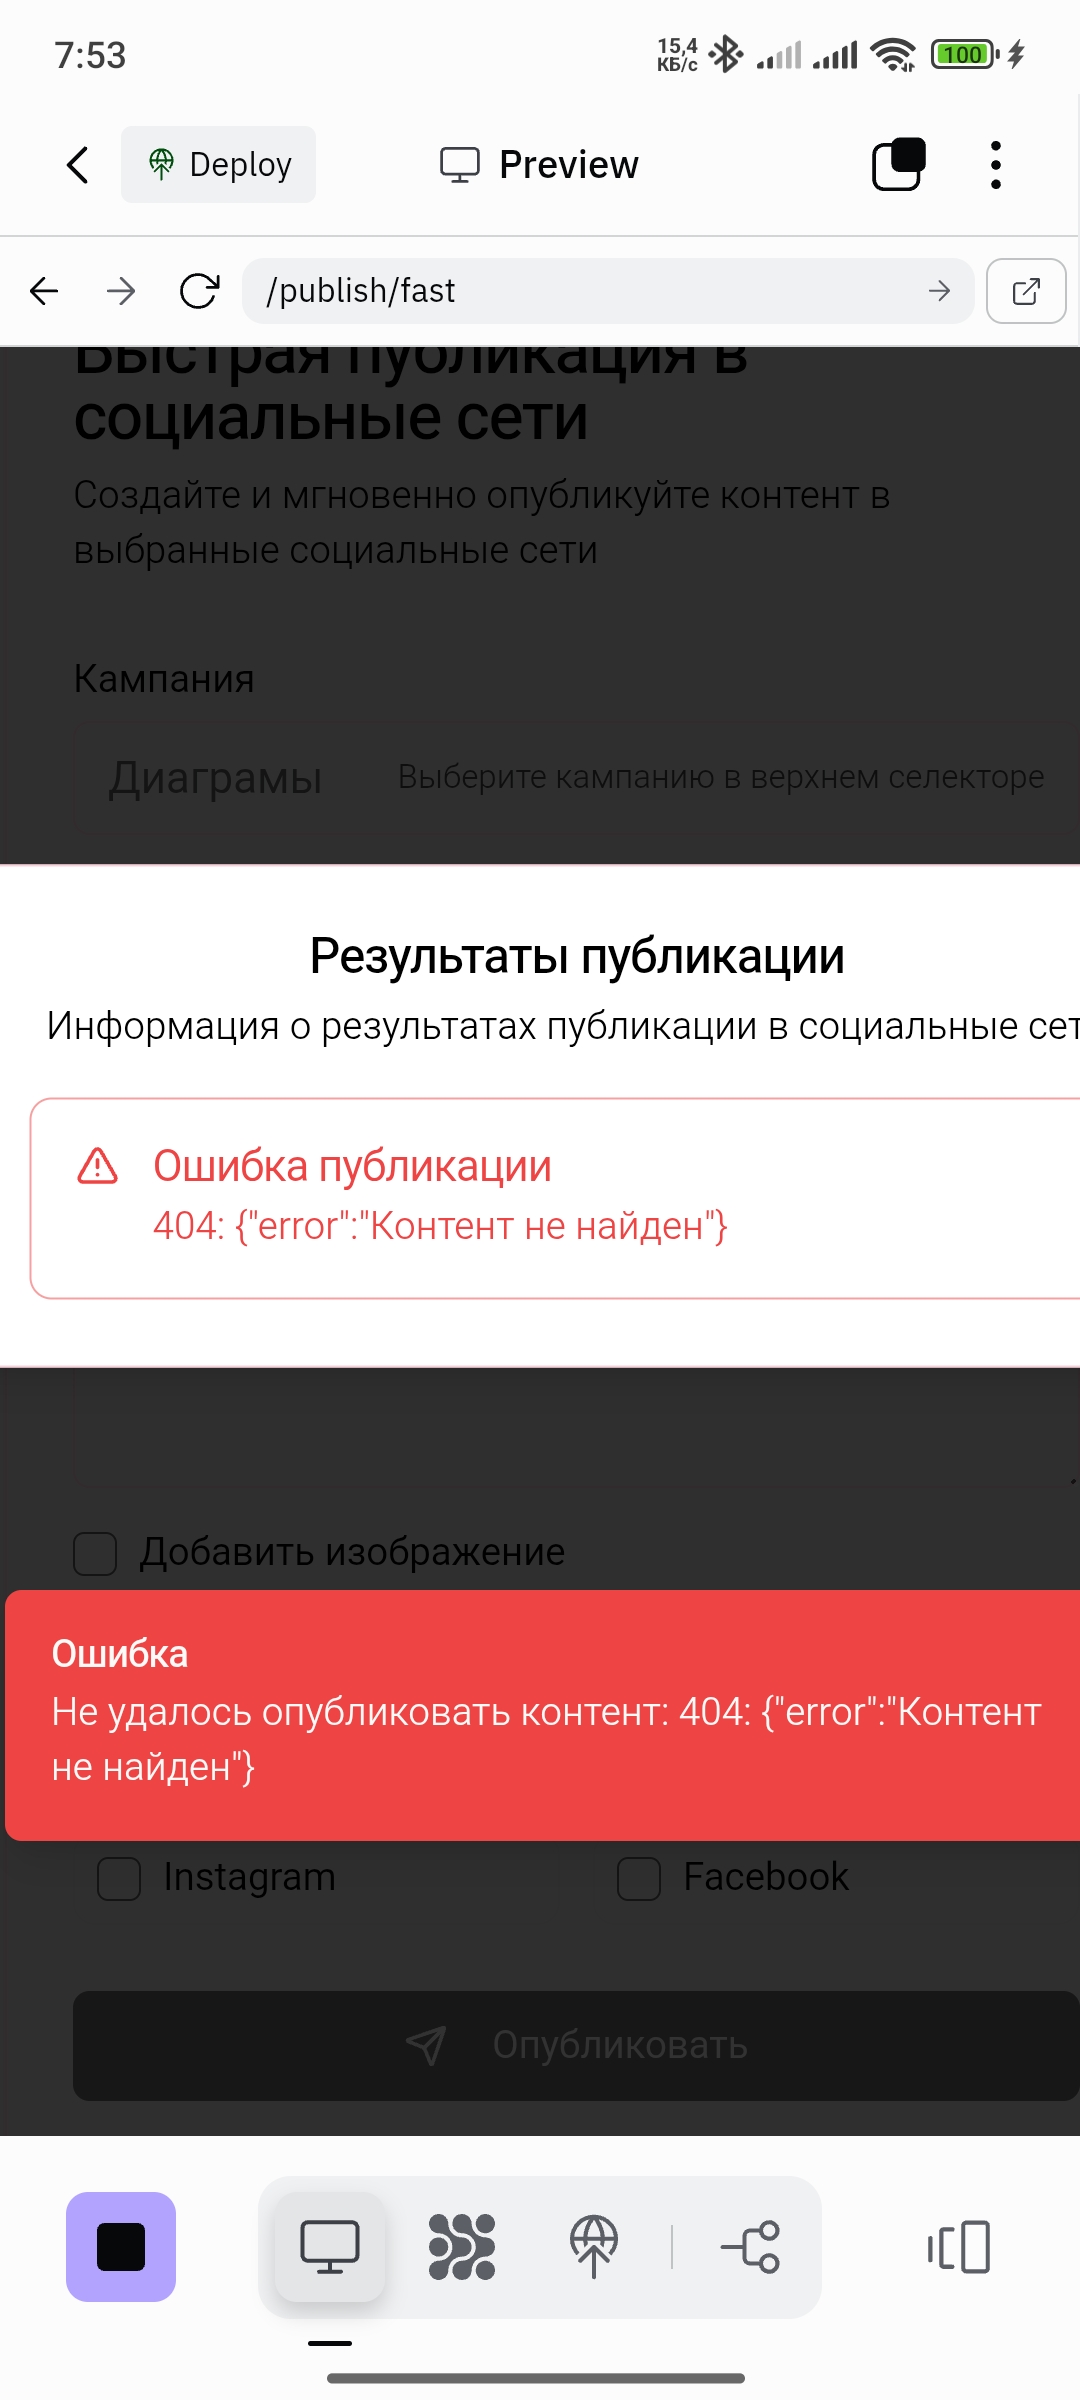 7:53
15,4
КБ/с
100
Deploy
Preview
/publish/fast
Быстрая публикация в
социальные сети
Создайте и мгновенно опубликуйте контент в
выбранные социальные сети
Кампания
Диаграмы
Выберите кампанию в верхнем селекторе
Результаты публикации
Информация о результатах публикации в социальные сет
Ошибка публикации
404: {"error":"Контент не найден"}
Добавить изображение
Ошибка
Не удалось опубликовать контент: 404: {"error":"Контент
не найден"}
Instagram
Facebook
Опубликовать